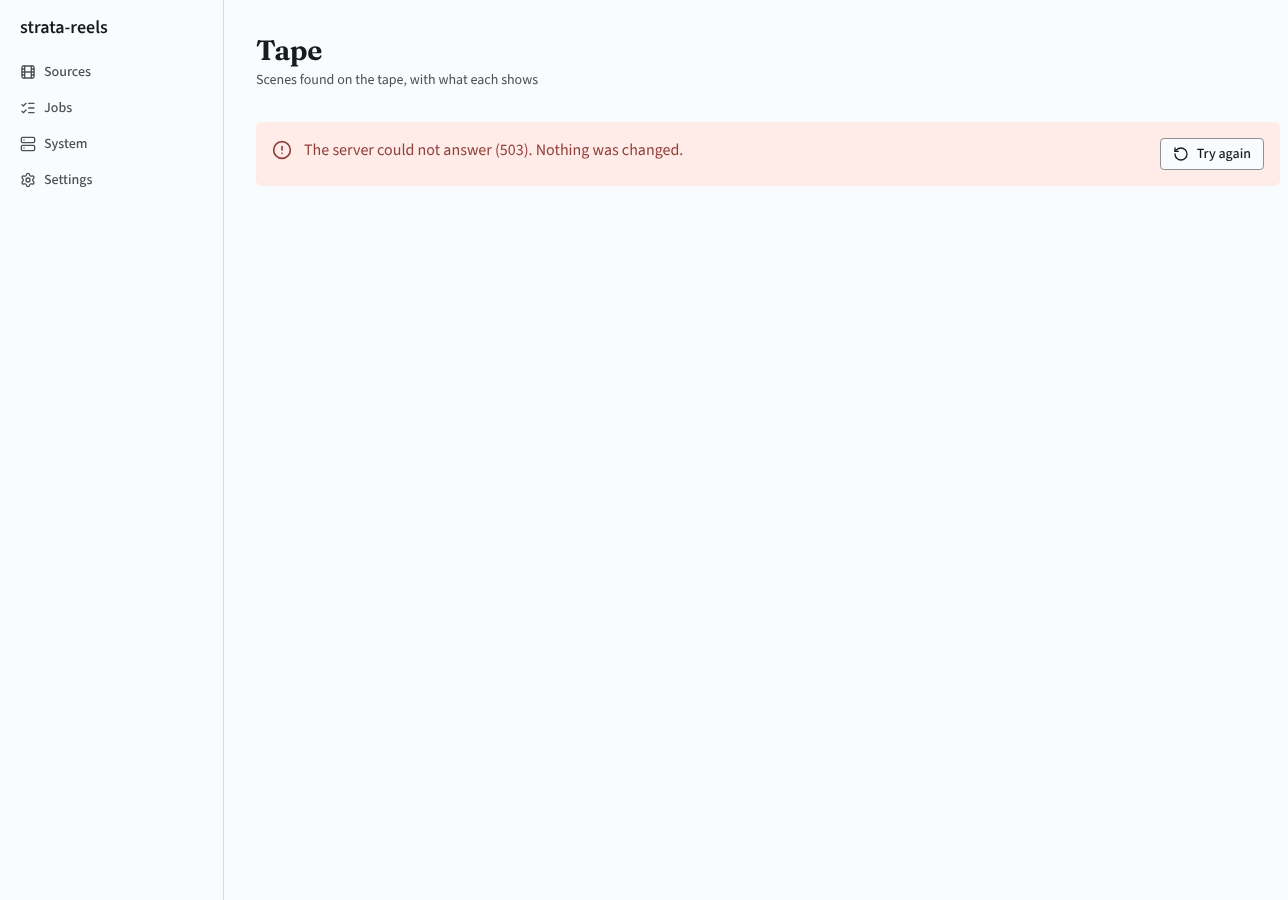 strata-reels
Sources
Jobs
System
Settings
Tape
Scenes found on the tape, with what each shows
The server could not answer (503). Nothing was changed.
Try again